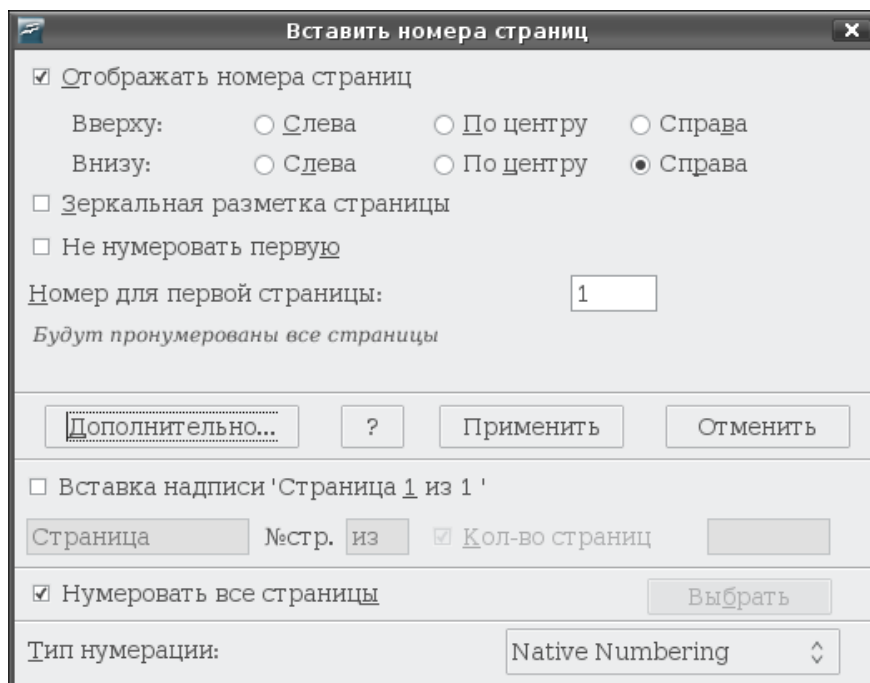 Вставить номера страниц
Отображать номера страниц
Вверху: Слева По центру Справа
Внизу: Слева По центру Справа
Зеркальная разметка страницы
Не нумеровать первую
Номер для первой страницы: 1
Будут пронумерованы все страницы
Дополнительно... ? Применить Отменить
Вставка надписи 'Страница 1 из 1 '
Страница №стр. из Кол-во страниц
Нумеровать все страницы Выбрать
Тип нумерации: Native Numbering